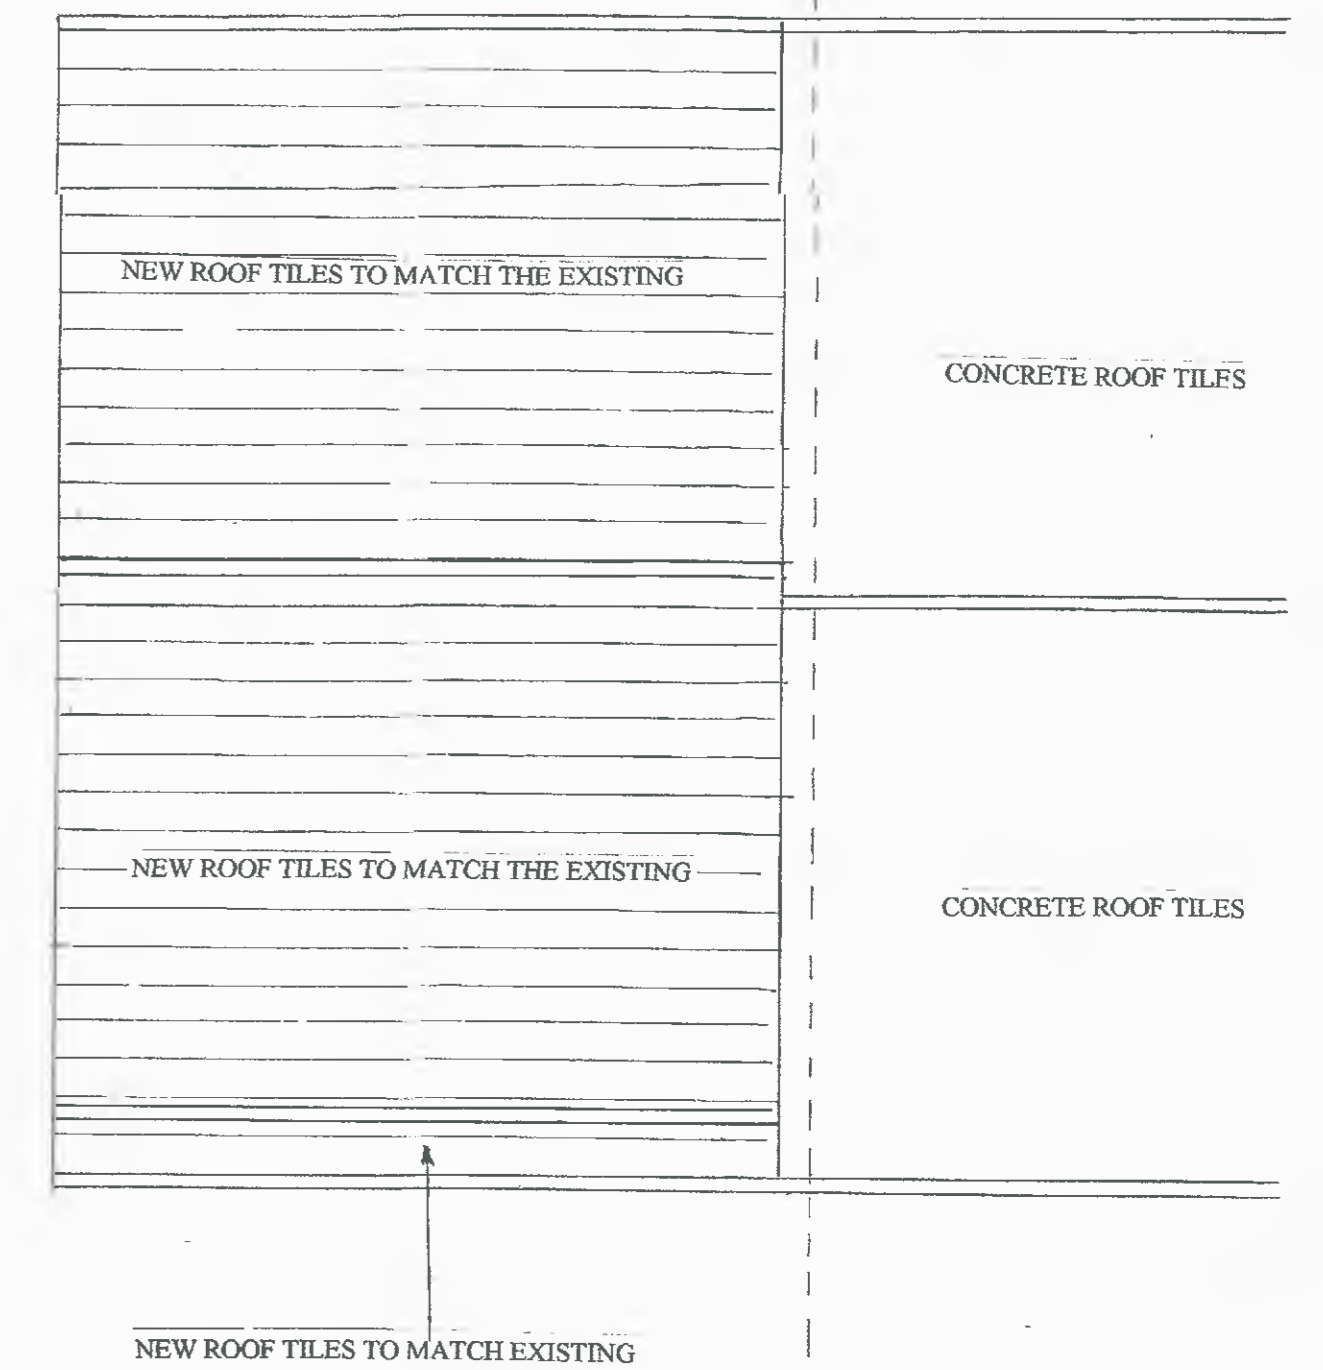 NEW ROOF TILES TO MATCH THE EXISTING
CONCRETE ROOF TILES
NEW ROOF TILES TO MATCH THE EXISTING
CONCRETE ROOF TILES
NEW ROOF TILES TO MATCH EXISTING